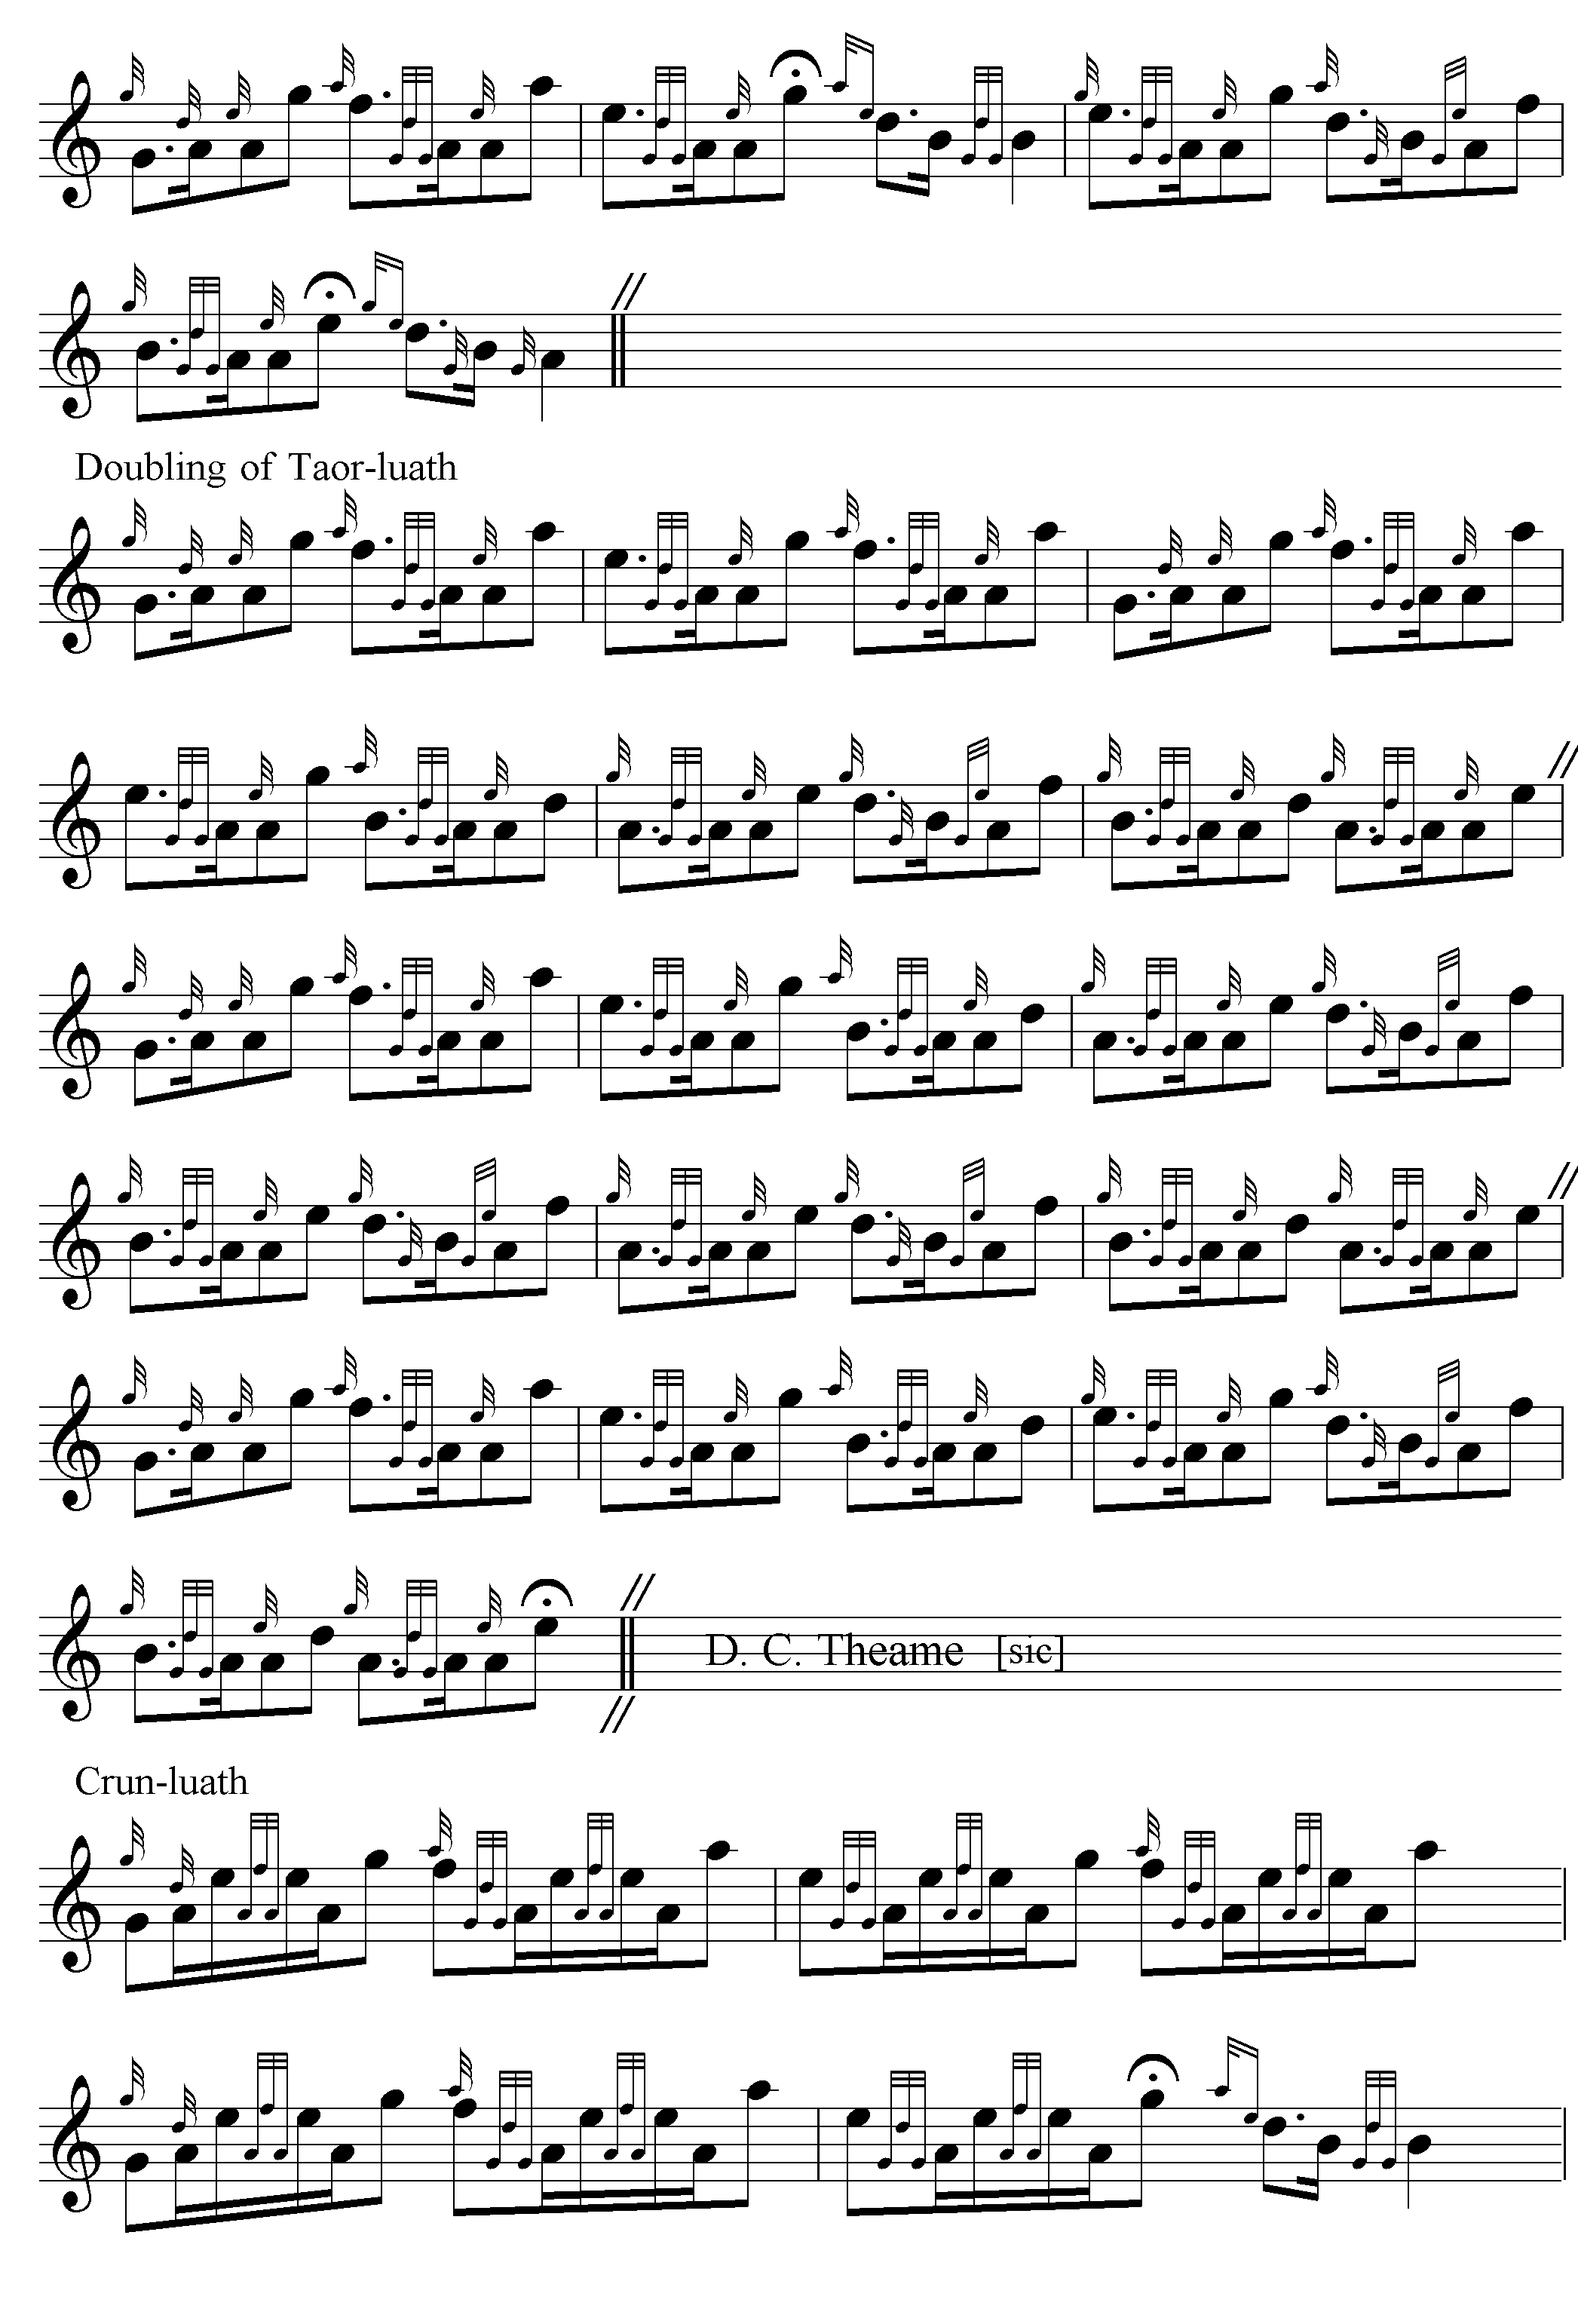 Doubling of Taor-luath
D. C. Theame [sic]
Crun-luath